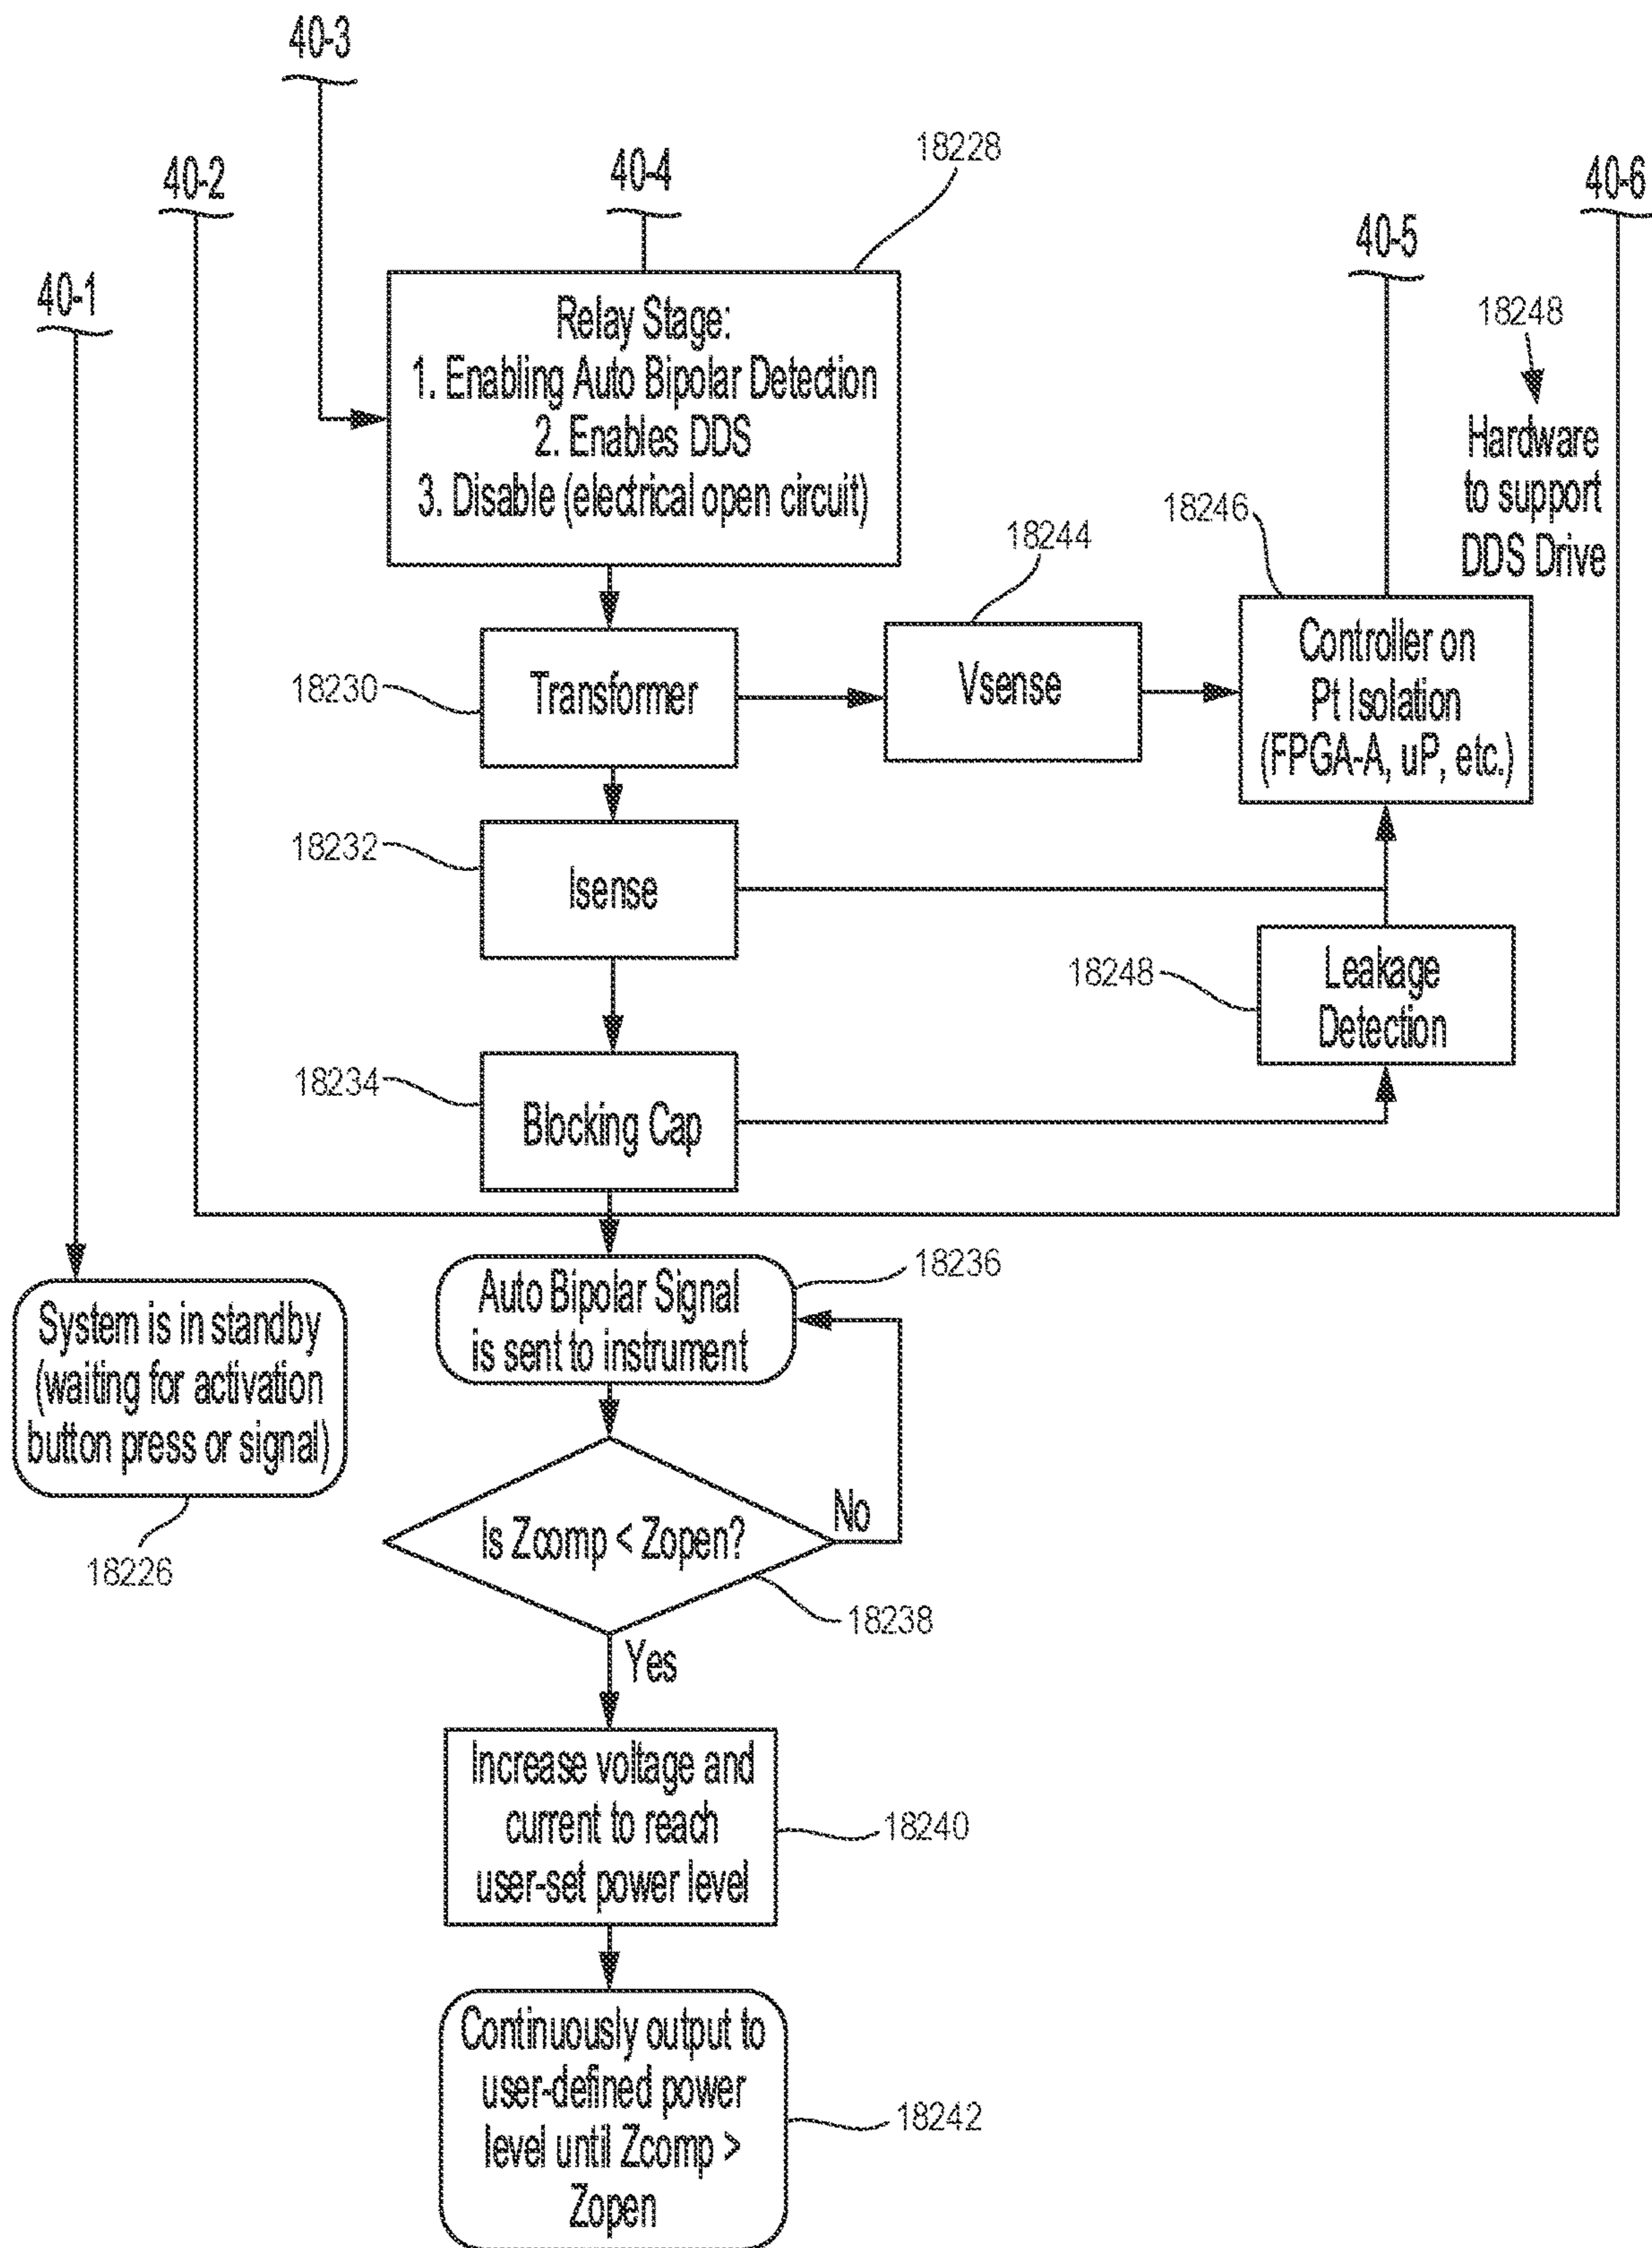 40-3
40-2
40-4
18228
40-6
40-5
40-1
18248
Relay Stage:
1. Enabling Auto Bipolar Detection
2. Enables DDS
3. Disable (electrical open circuit)
Hardware
to support
DDS Drive
18246
18244
18230
Transformer
Vsense
Controller on
Pt Isolation
(FPGA-A, uP, etc.)
18232
Isense
18248
Leakage
Detection
18234
Blocking Cap
18236
Auto Bipolar Signal
is sent to instrument
System is in standby
(waiting for activation
button press or signal)
18226
Is Zcomp < Zopen?
No
18238
Yes
Increase voltage and
current to reach
user-set power level
18240
Continuously output to
user-defined power
level until Zcomp >
Zopen
18242